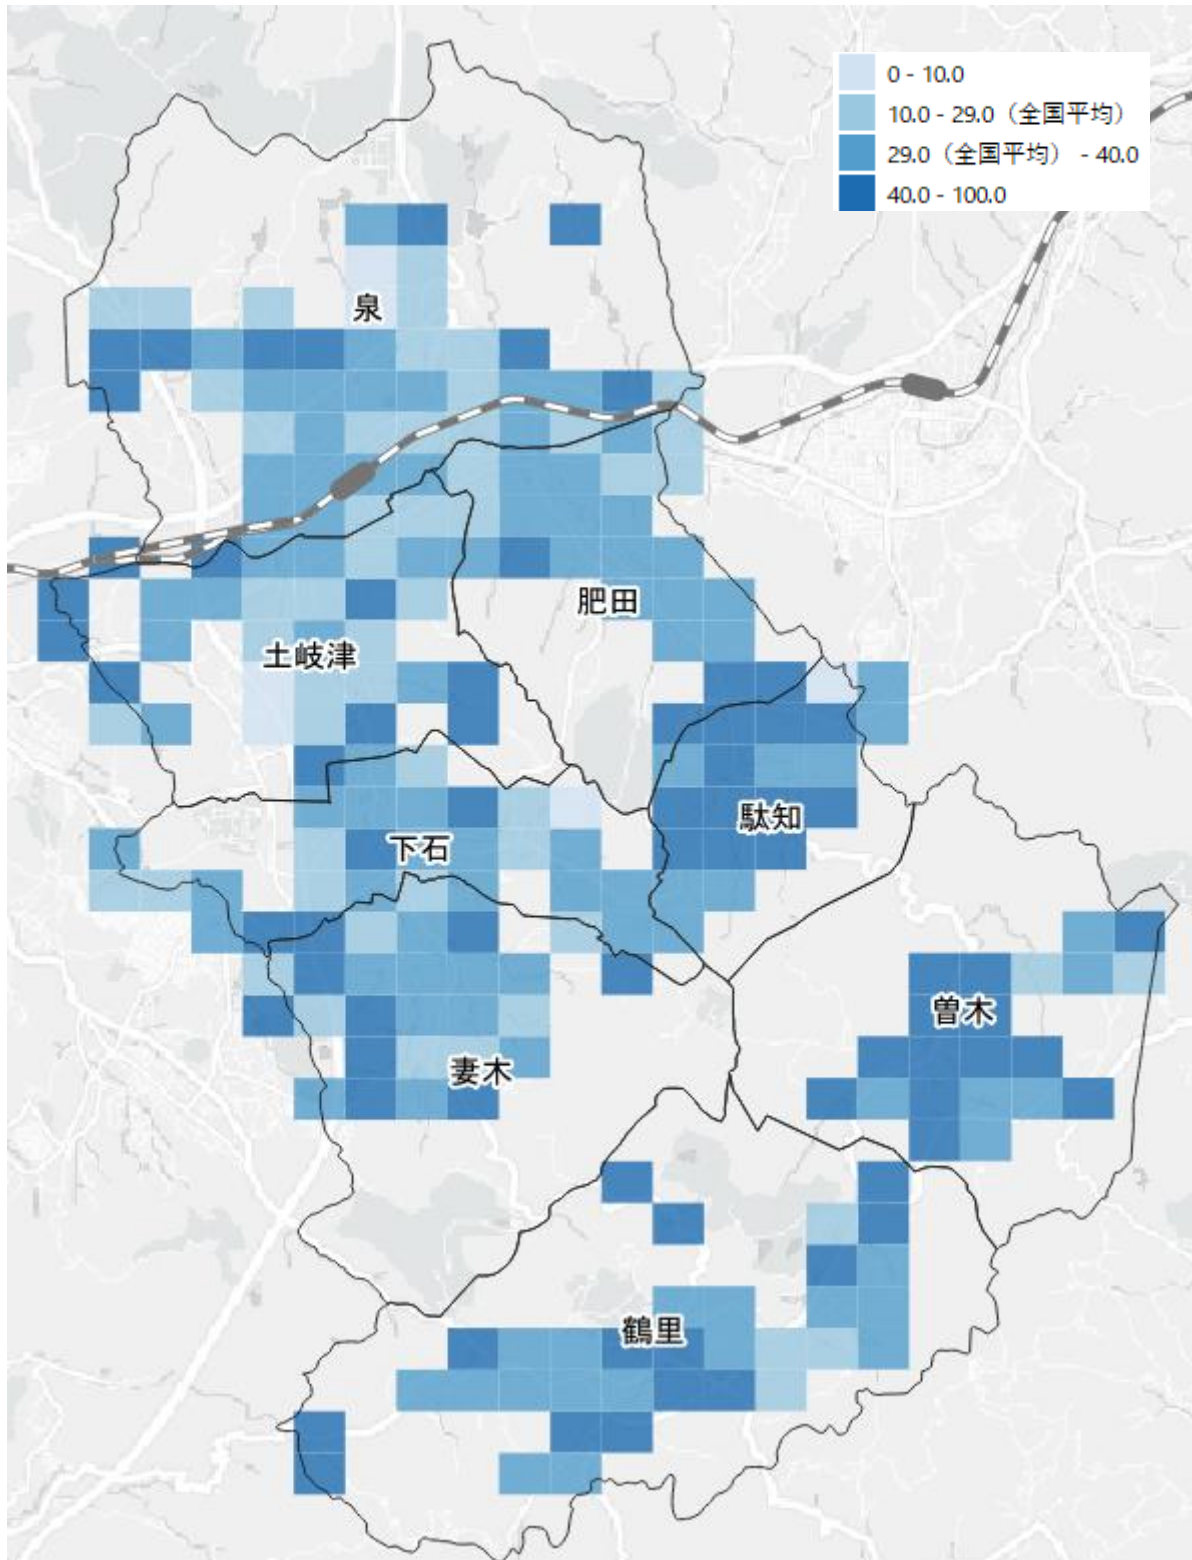 0 - 10.0
10.0 - 29.0（全国平均）
29.0（全国平均） - 40.0
40.0 - 100.0
泉
肥田
土岐津
駄知
下石
曽木
妻木
鶴里